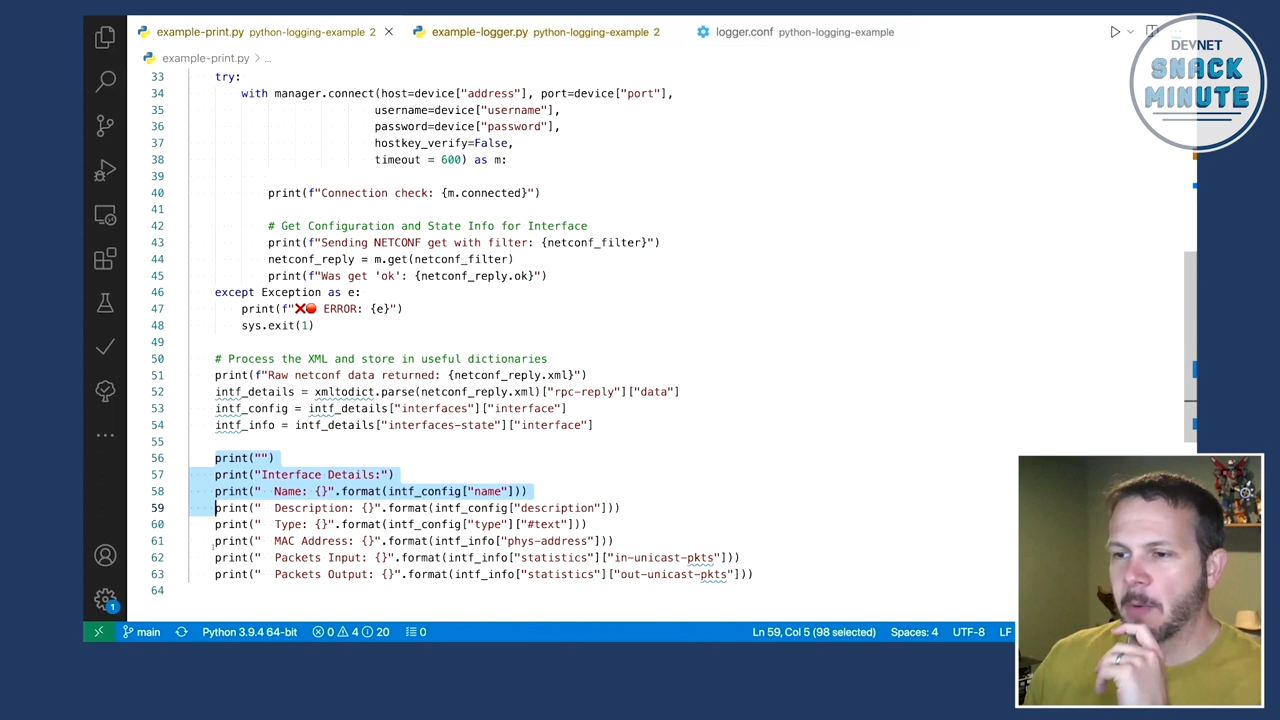 example-print.py python-logging-example 2
example-logger.py python-logging-example 2
logger.conf python-logging-example
DEVNET
SNACK
MINUTE
example-print.py > ...
33 try:
34 with manager.connect(host=device["address"], port=device["port"],
35 username=device["username"],
36 password=device["password"],
37 hostkey_verify=False,
38 timeout = 600) as m:
39
40 print(f"Connection check: {m.connected}")
41
42 # Get Configuration and State Info for Interface
43 print(f"Sending NETCONF get with filter: {netconf_filter}")
44 netconf_reply = m.get(netconf_filter)
45 print(f"Was get 'ok': {netconf_reply.ok}")
46 except Exception as e:
47 print(f"❌🛑 ERROR: {e}")
48 sys.exit(1)
49
50 # Process the XML and store in useful dictionaries
51 print(f"Raw netconf data returned: {netconf_reply.xml}")
52 intf_details = xmltodict.parse(netconf_reply.xml)["rpc-reply"]["data"]
53 intf_config = intf_details["interfaces"]["interface"]
54 intf_info = intf_details["interfaces-state"]["interface"]
55
56 print("")
57 print("Interface Details:")
58 print("  Name: {}".format(intf_config["name"]))
59 print("  Description: {}".format(intf_config["description"]))
60 print("  Type: {}".format(intf_config["type"]["#text"]))
61 print("  MAC Address: {}".format(intf_info["phys-address"]))
62 print("  Packets Input: {}".format(intf_info["statistics"]["in-unicast-pkts"]))
63 print("  Packets Output: {}".format(intf_info["statistics"]["out-unicast-pkts"]))
64
1
main Python 3.9.4 64-bit 0 4 20 0 Ln 59, Col 5 (98 selected) Spaces: 4 UTF-8 LF